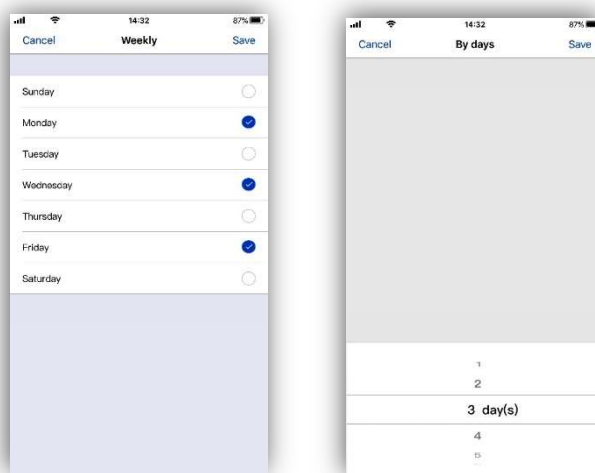 14:32 87%
Cancel Weekly Save
Sunday
Monday
Tuesday
Wednesday
Thursday
Friday
Saturday
14:32 87%
Cancel By days Save
1
2
3 day(s)
4
5